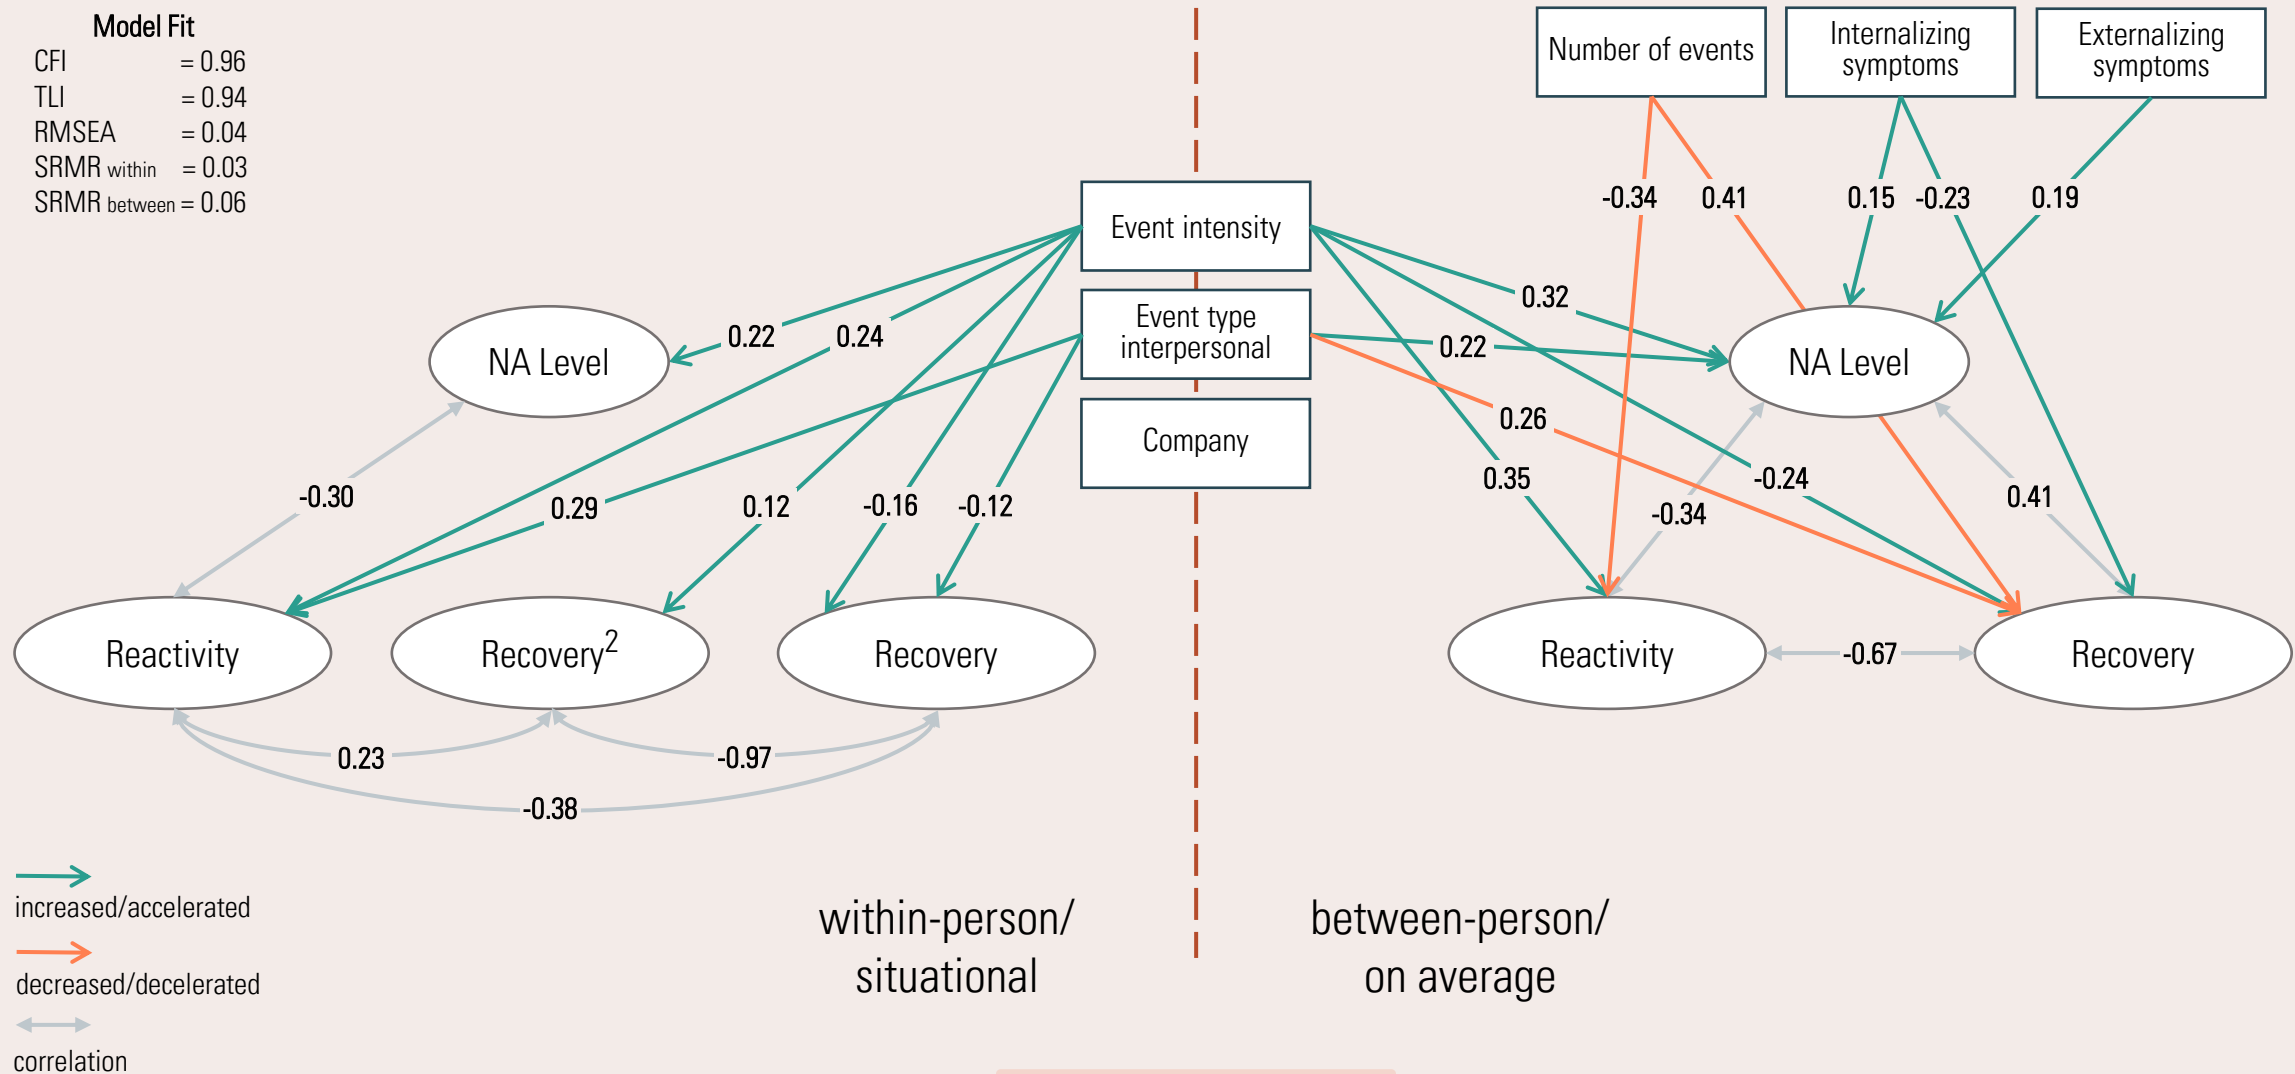 Model Fit
CFI = 0.96
TLI = 0.94
RMSEA = 0.04
SRMR within = 0.03
SRMR between = 0.06
Number of events
Internalizing
symptoms
Externalizing
symptoms
-0.34
0.41
0.15
-0.23
0.19
Event intensity
Event type
interpersonal
Company
0.22
0.24
0.32
0.22
0.26
NA Level
NA Level
-0.30
0.29
0.12
-0.16
-0.12
0.35
-0.34
-0.24
0.41
Reactivity
Recovery²
Recovery
Reactivity
-0.67
Recovery
0.23
-0.97
-0.38
increased/accelerated
decreased/decelerated
correlation
within-person/
situational
between-person/
on average